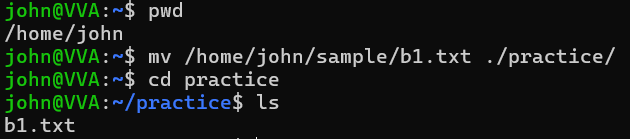 john@VVA:~$ pwd
/home/john
john@VVA:~$ mv /home/john/sample/b1.txt ./practice/
john@VVA:~$ cd practice
john@VVA:~/practice$ ls
b1.txt